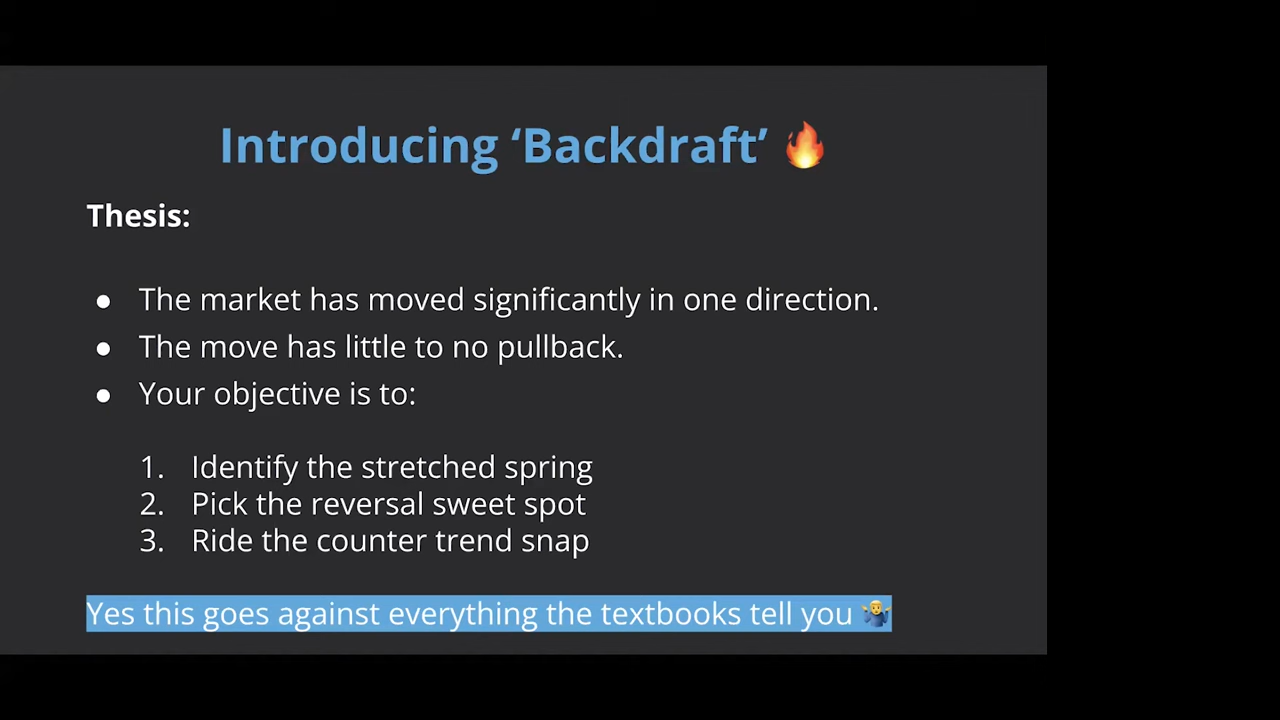 Introducing ‘Backdraft’ 🔥
Thesis:
● The market has moved significantly in one direction.
● The move has little to no pullback.
● Your objective is to:
1. Identify the stretched spring
2. Pick the reversal sweet spot
3. Ride the counter trend snap
Yes this goes against everything the textbooks tell you 🤷‍♂️